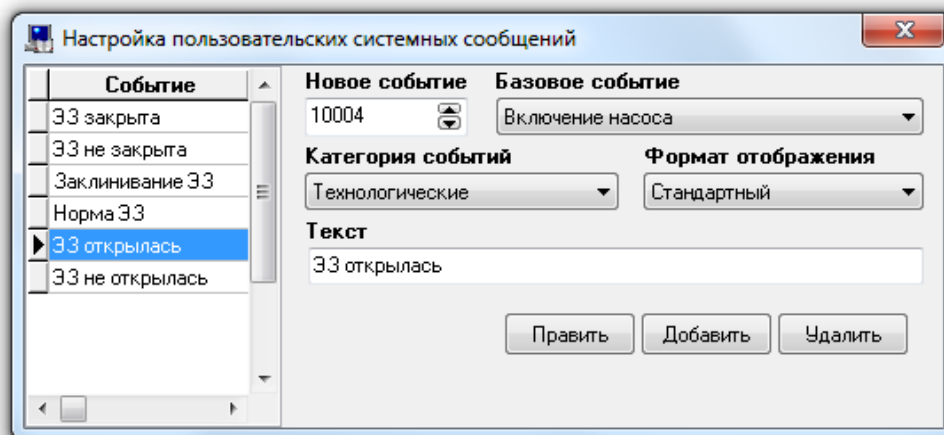 Настройка пользовательских системных сообщений
Событие
ЭЗ закрыта
ЭЗ не закрыта
Заклинивание ЭЗ
Норма ЭЗ
ЭЗ открылась
ЭЗ не открылась
Новое событие Базовое событие
10004 Включение насоса
Категория событий Формат отображения
Технологические Стандартный
Текст
ЭЗ открылась
Править Добавить Удалить